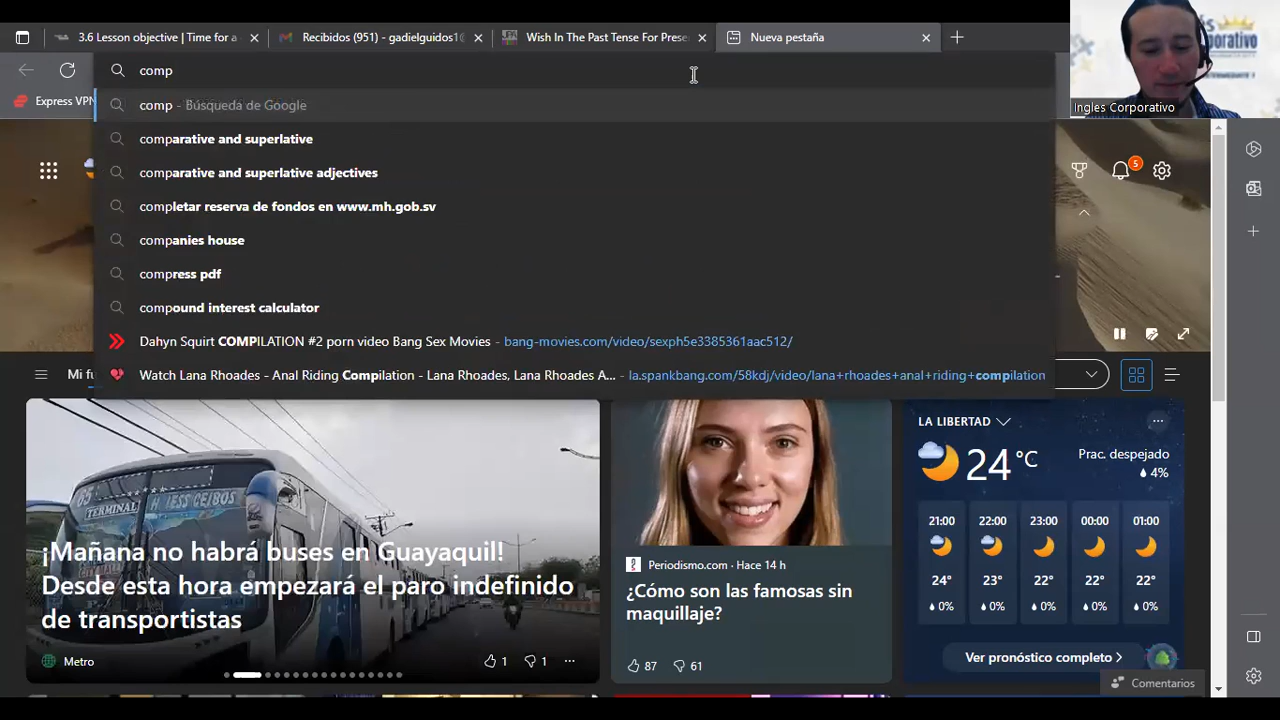 3.6 Lesson objective | Time for a
Recibidos (951) - gadielguidos1@
Wish In The Past Tense For Prese
Nueva pestaña
comp
Express VPN
comp - Búsqueda de Google
comparative and superlative
comparative and superlative adjectives
completar reserva de fondos en www.mh.gob.sv
companies house
compress pdf
compound interest calculator
Dahyn Squirt COMPILATION #2 porn video Bang Sex Movies - bang-movies.com/video/sexph5e3385361aac512/
Watch Lana Rhoades - Anal Riding Compilation - Lana Rhoades, Lana Rhoades A... - la.spankbang.com/58kdj/video/lana+rhoades+anal+riding+compilation
Ingles Corporativo
5
Mi fu
TERMINAL
¡Mañana no habrá buses en Guayaquil!
Desde esta hora empezará el paro indefinido
de transportistas
Metro
1
1
Periodismo.com · Hace 14 h
¿Cómo son las famosas sin
maquillaje?
87
61
LA LIBERTAD
24 °C
Prac. despejado
4%
21:00 22:00 23:00 00:00 01:00
24° 23° 22° 22° 22°
0% 0% 0% 0% 0%
Ver pronóstico completo
Comentarios